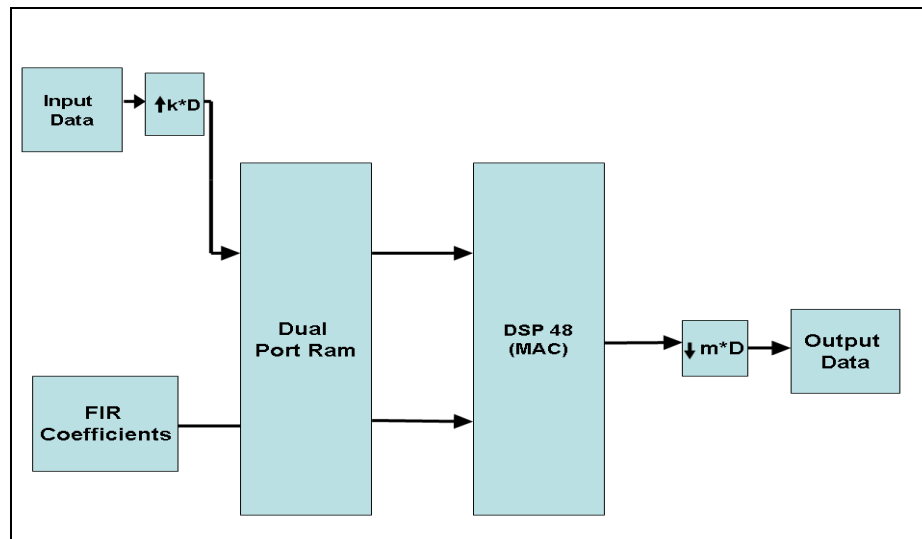 Input
Data
↑k*D
Dual
Port Ram
FIR
Coefficients
DSP 48
(MAC)
↓ m*D
Output
Data